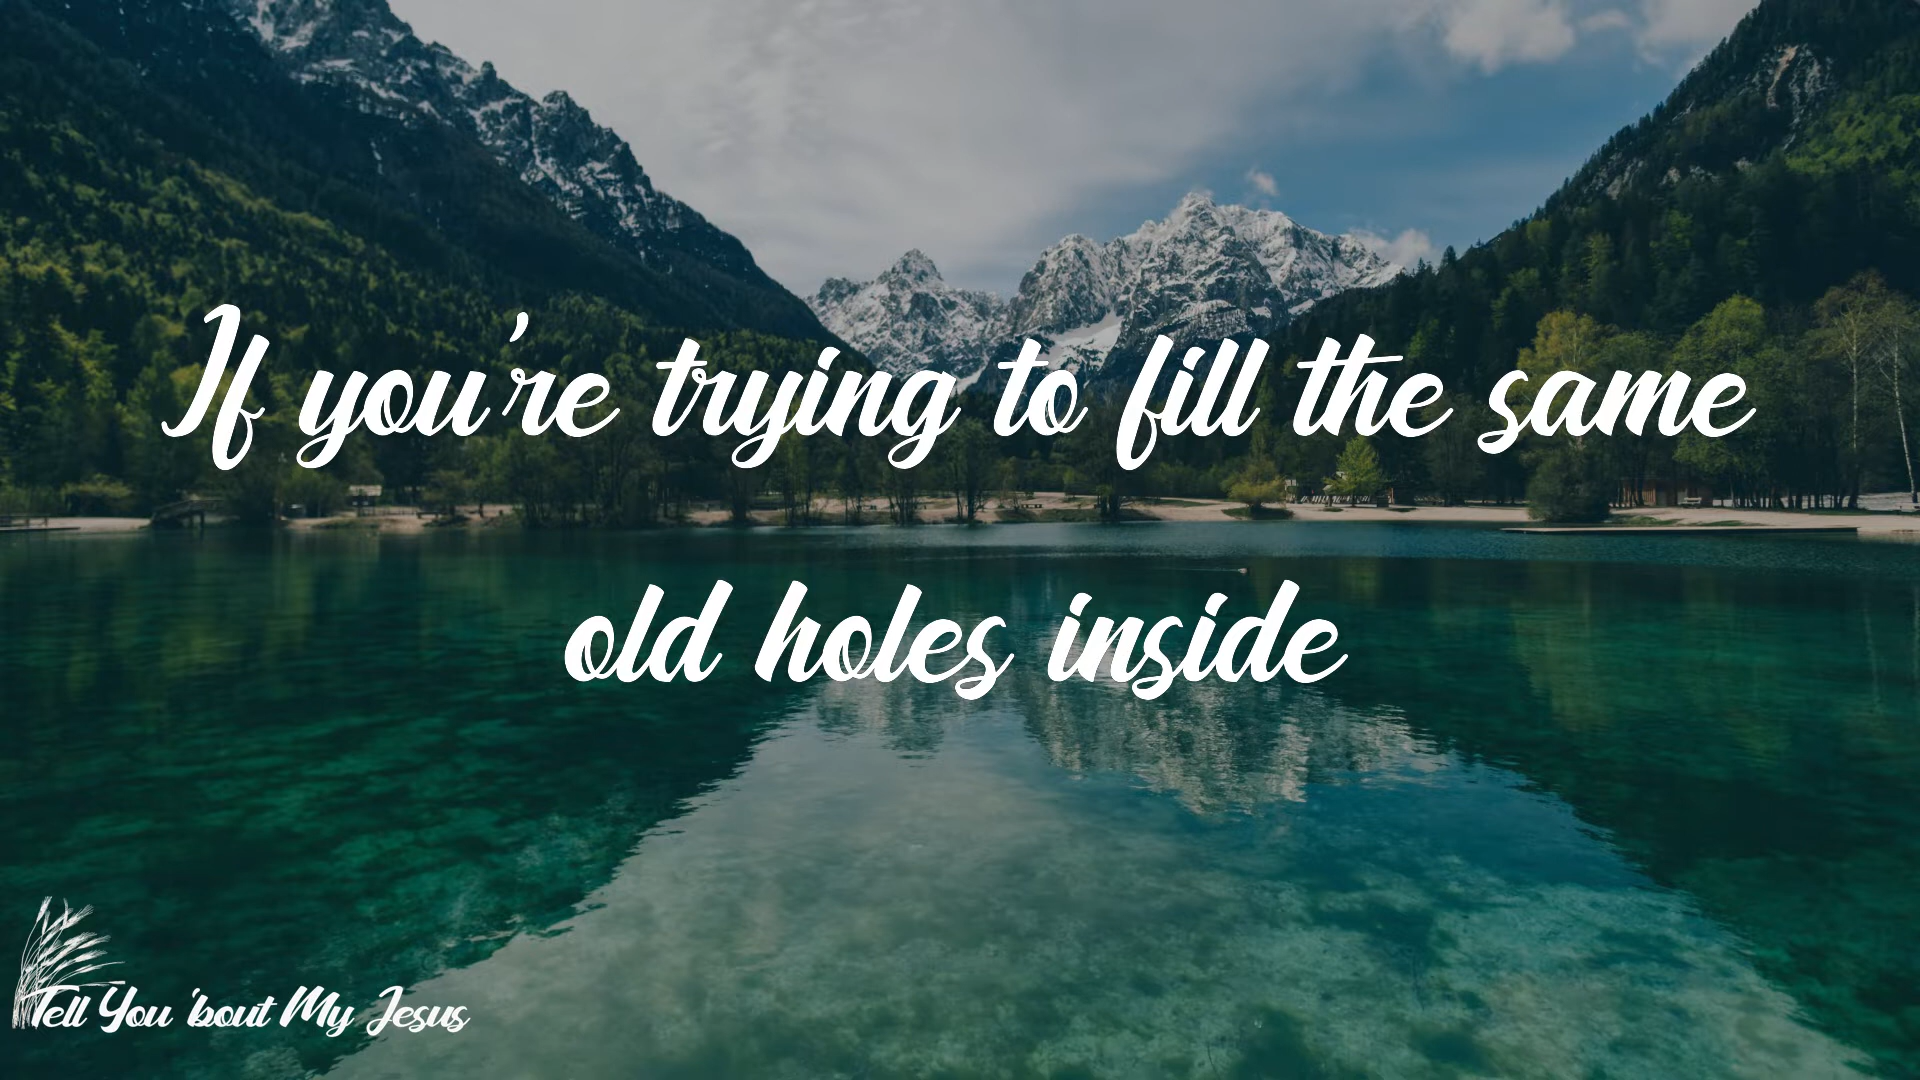 If you're trying to fill the same
old holes inside
Tell You 'bout My Jesus